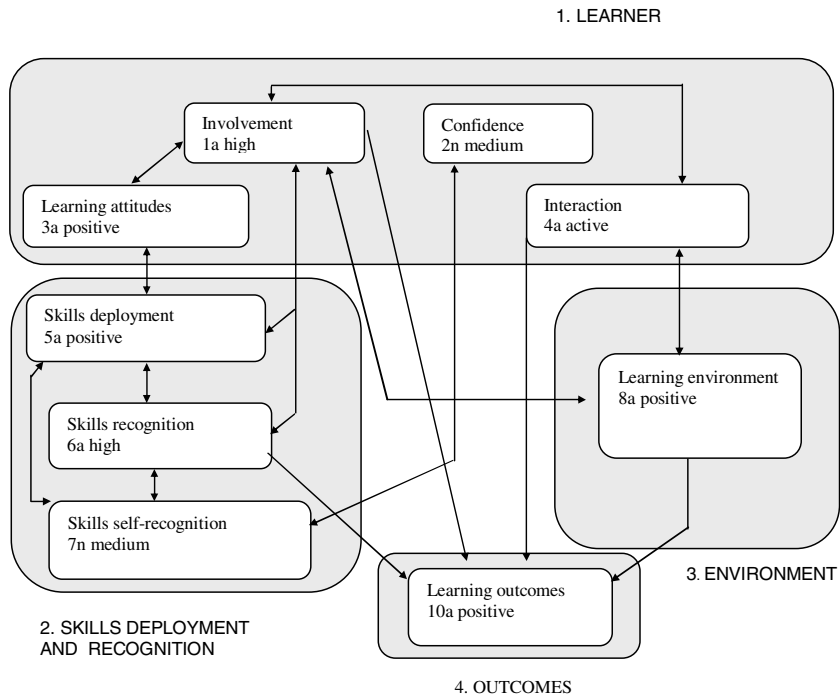 1. LEARNER
Involvement
1a high
Confidence
2n medium
Learning attitudes
3a positive
Interaction
4a active
Skills deployment
5a positive
Learning environment
8a positive
Skills recognition
6a high
Skills self-recognition
7n medium
Learning outcomes
10a positive
3. ENVIRONMENT
2. SKILLS DEPLOYMENT
AND RECOGNITION
4. OUTCOMES